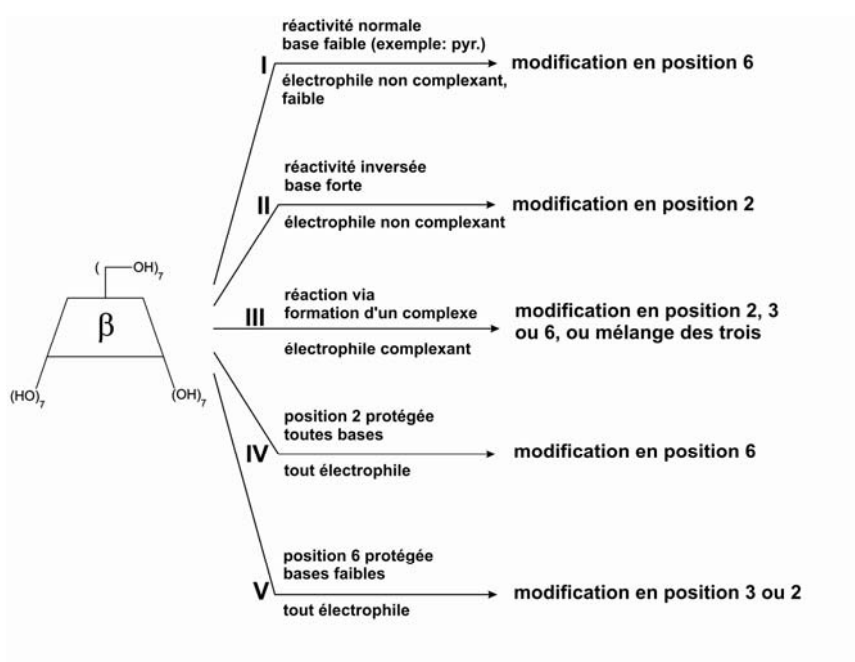 réactivité normale
base faible (exemple: pyr.)
I
modification en position 6
électrophile non complexant,
faible
réactivité inversée
base forte
II
modification en position 2
électrophile non complexant
( OH)7
β
(HO)7
(OH)7
réaction via
formation d'un complexe
III
modification en position 2, 3
ou 6, ou mélange des trois
électrophile complexant
position 2 protégée
toutes bases
IV
modification en position 6
tout électrophile
position 6 protégée
bases faibles
V
modification en position 3 ou 2
tout électrophile